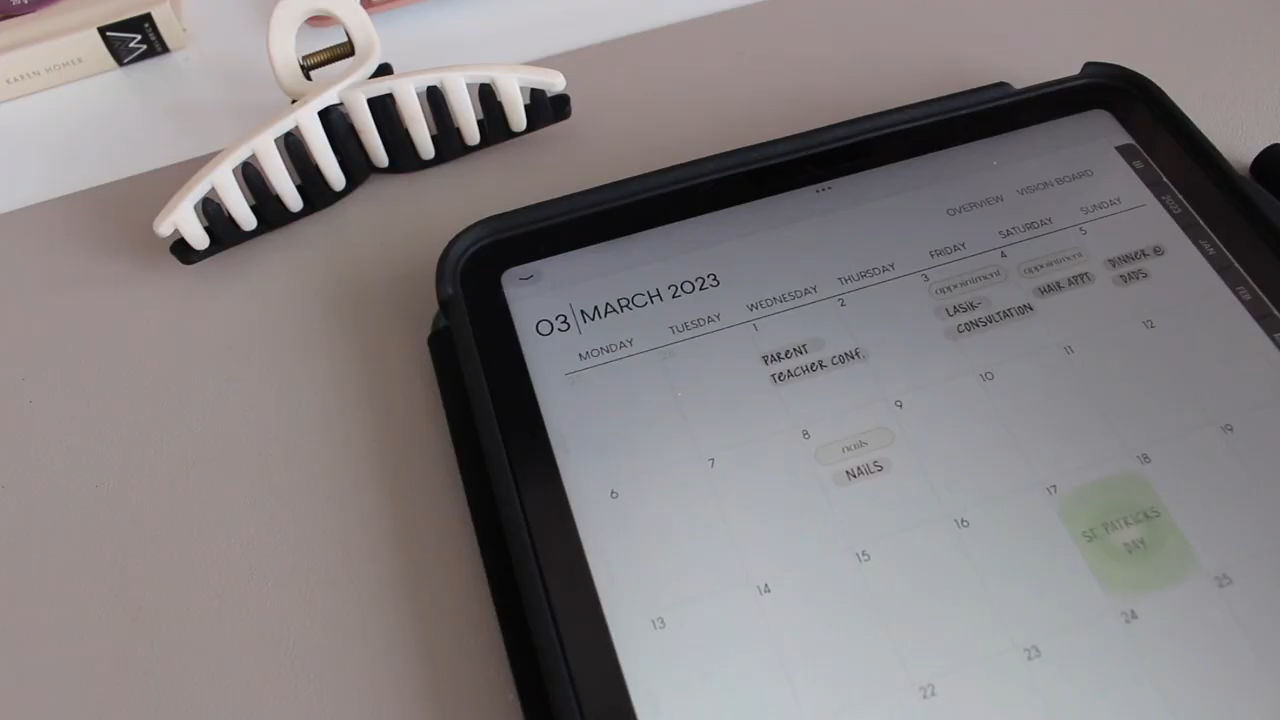 KAREN HOMER
OVERVIEW VISION BOARD
03 | MARCH 2023
MONDAY TUESDAY WEDNESDAY THURSDAY FRIDAY SATURDAY SUNDAY
1 2 3 4 5
PARENT
TEACHER CONF.
appointment
LASIK-
CONSULTATION
appointment
HAIR APPT
DINNER @
DADS
6 7 8 9 10 11 12
nails
NAILS
13 14 15 16 17 18 19
ST PATRICKS
DAY
22 23 24 25
2023
JAN
FEB